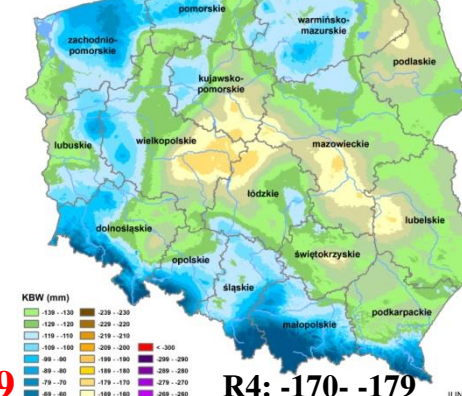 pomorskie
zachodnio-
pomorskie
warmińsko-
mazurskie
podlaskie
kujawsko-
pomorskie
lubuskie
wielkopolskie
mazowieckie
łódzkie
dolnośląskie
lubelskie
opolskie
świętokrzyskie
śląskie
małopolskie
podkarpackie
KBW (mm)
-139 - -130 -239 - -230
-129 - -120 -229 - -220
-119 - -110 -219 - -210
-109 - -100 -209 - -200 < -300
-99 - -90 -199 - -190 -299 - -290
-89 - -80 -189 - -180 -289 - -280
-79 - -70 -179 - -170 -279 - -270
-69 - -60 -169 - -160 -269 - -260
9 R4: -170- -179